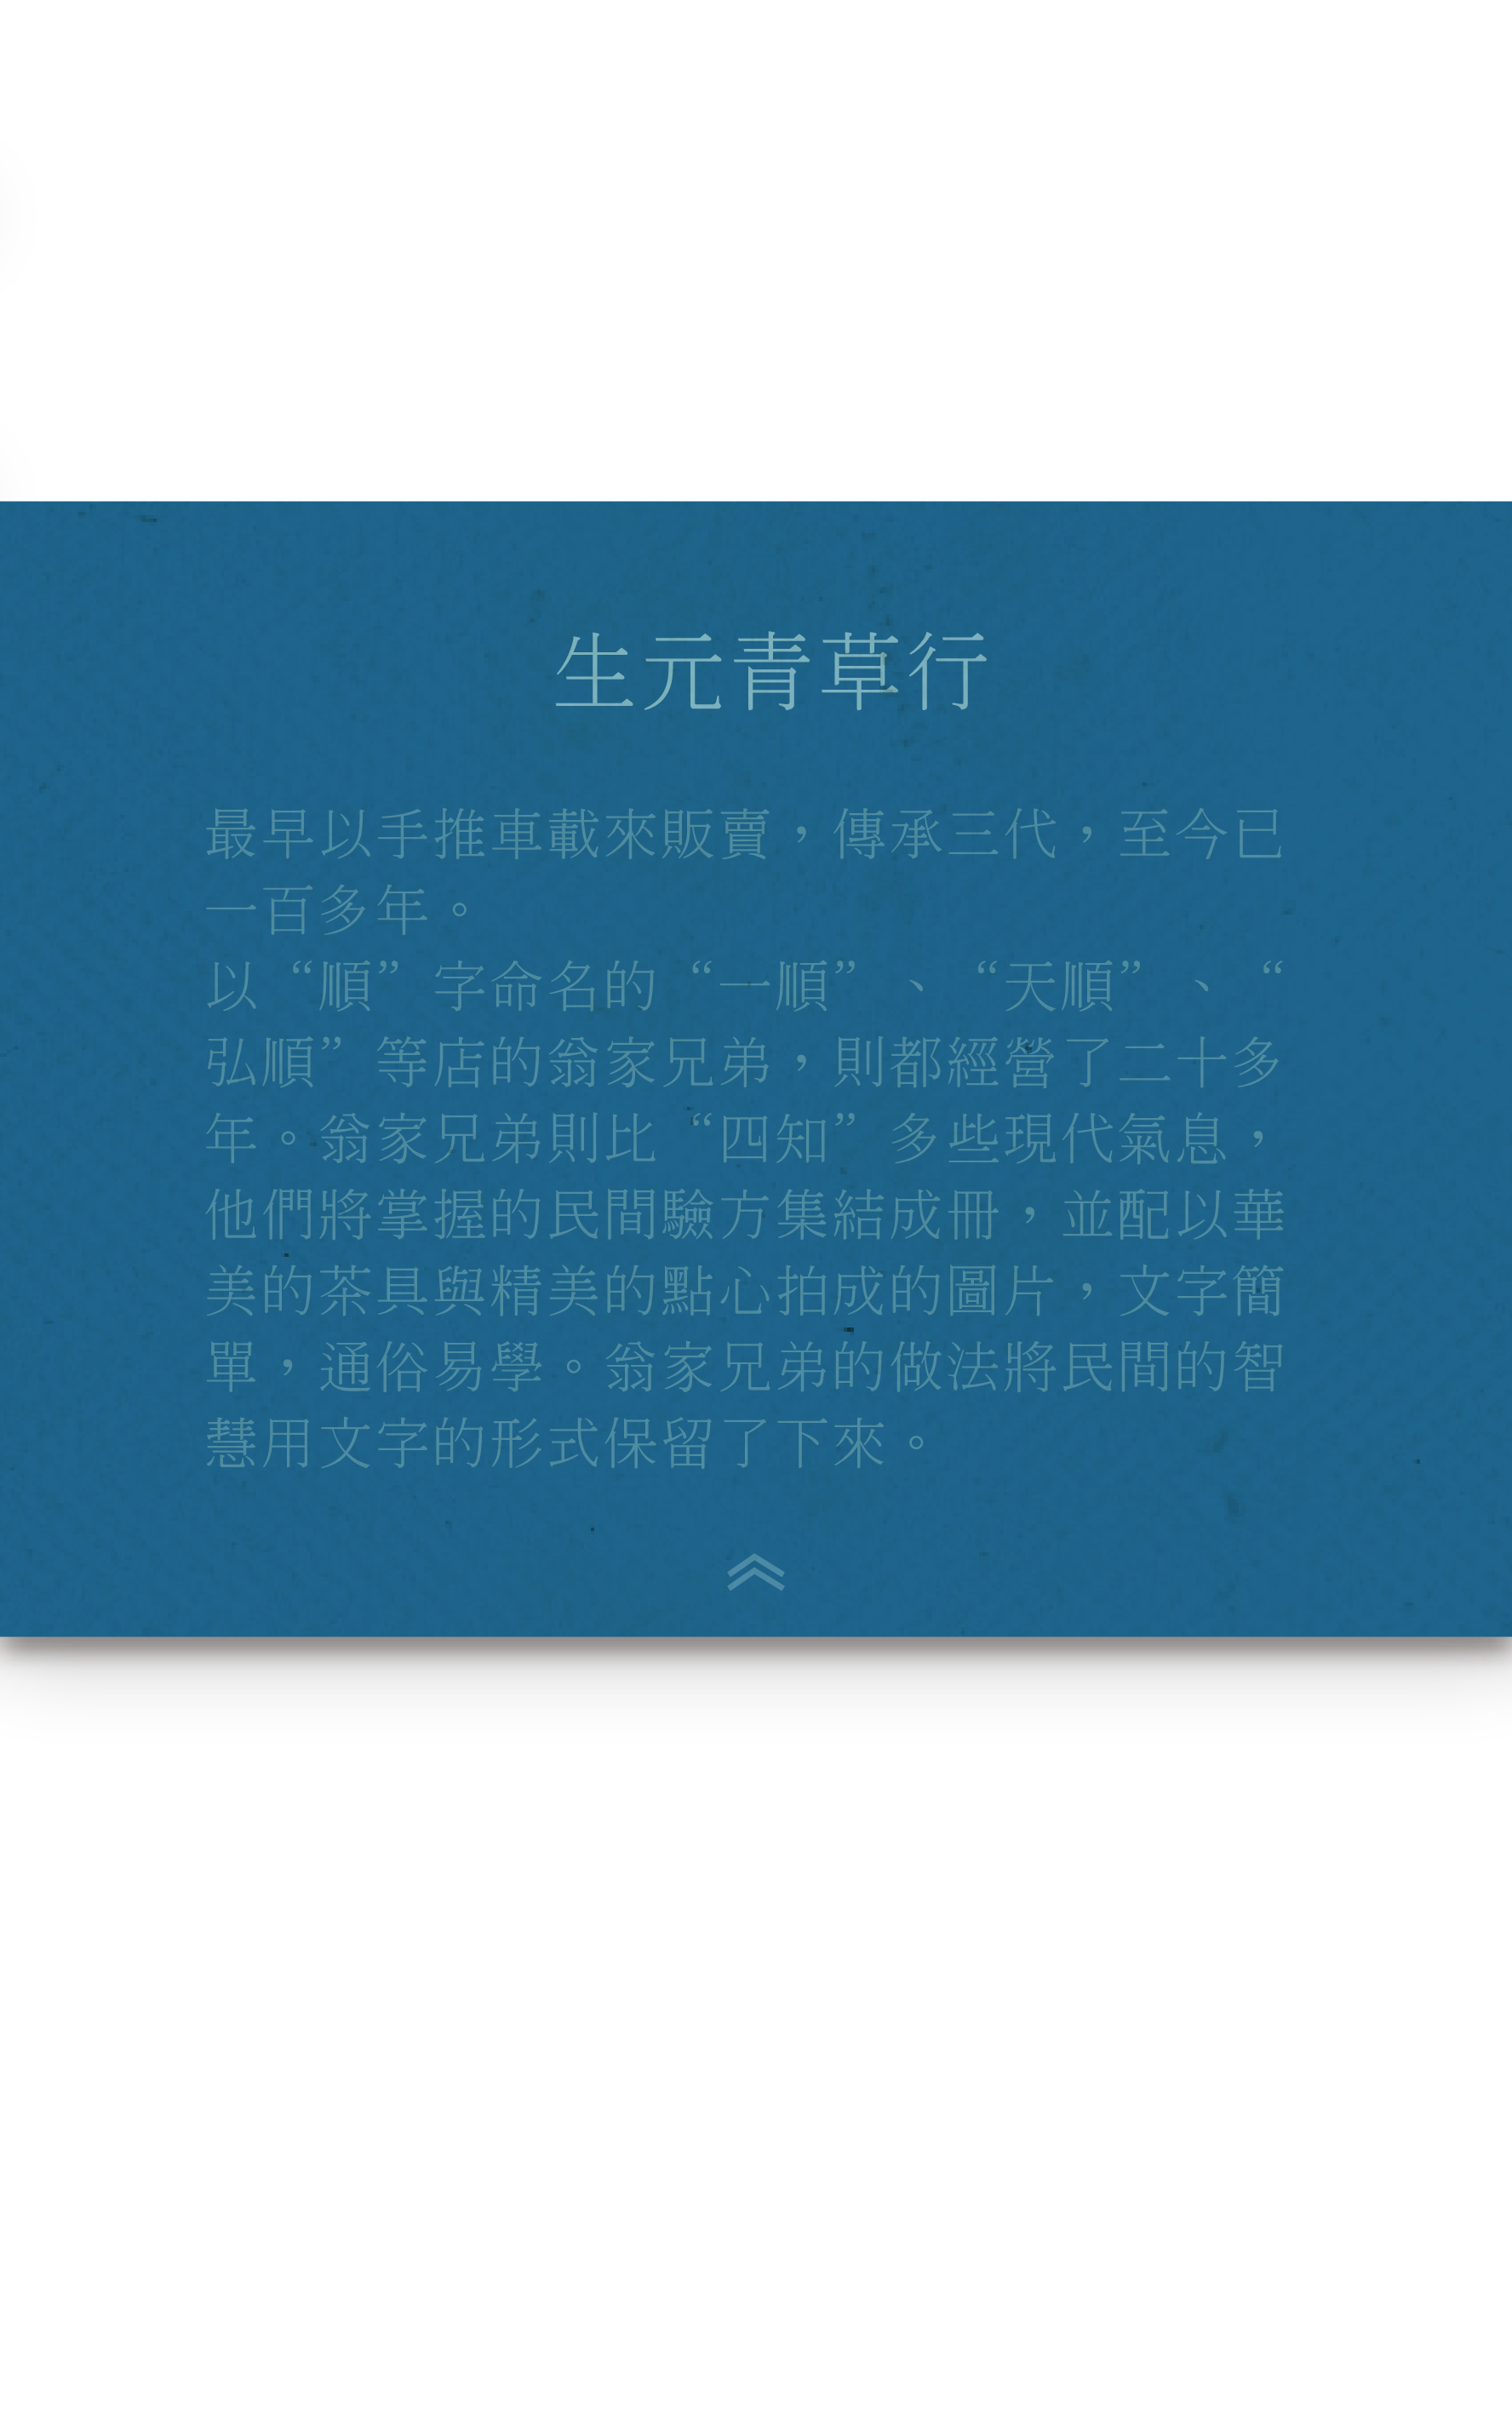 生元青草行
最早以手推車載來販賣，傳承三代，至今已
一百多年。
以“順”字命名的“一順”、“天順”、“
弘順”等店的翁家兄弟，則都經營了二十多
年。翁家兄弟則比“四知”多些現代氣息，
他們將掌握的民間驗方集結成冊，並配以華
美的茶具與精美的點心拍成的圖片，文字簡
單，通俗易學。翁家兄弟的做法將民間的智
慧用文字的形式保留了下來。